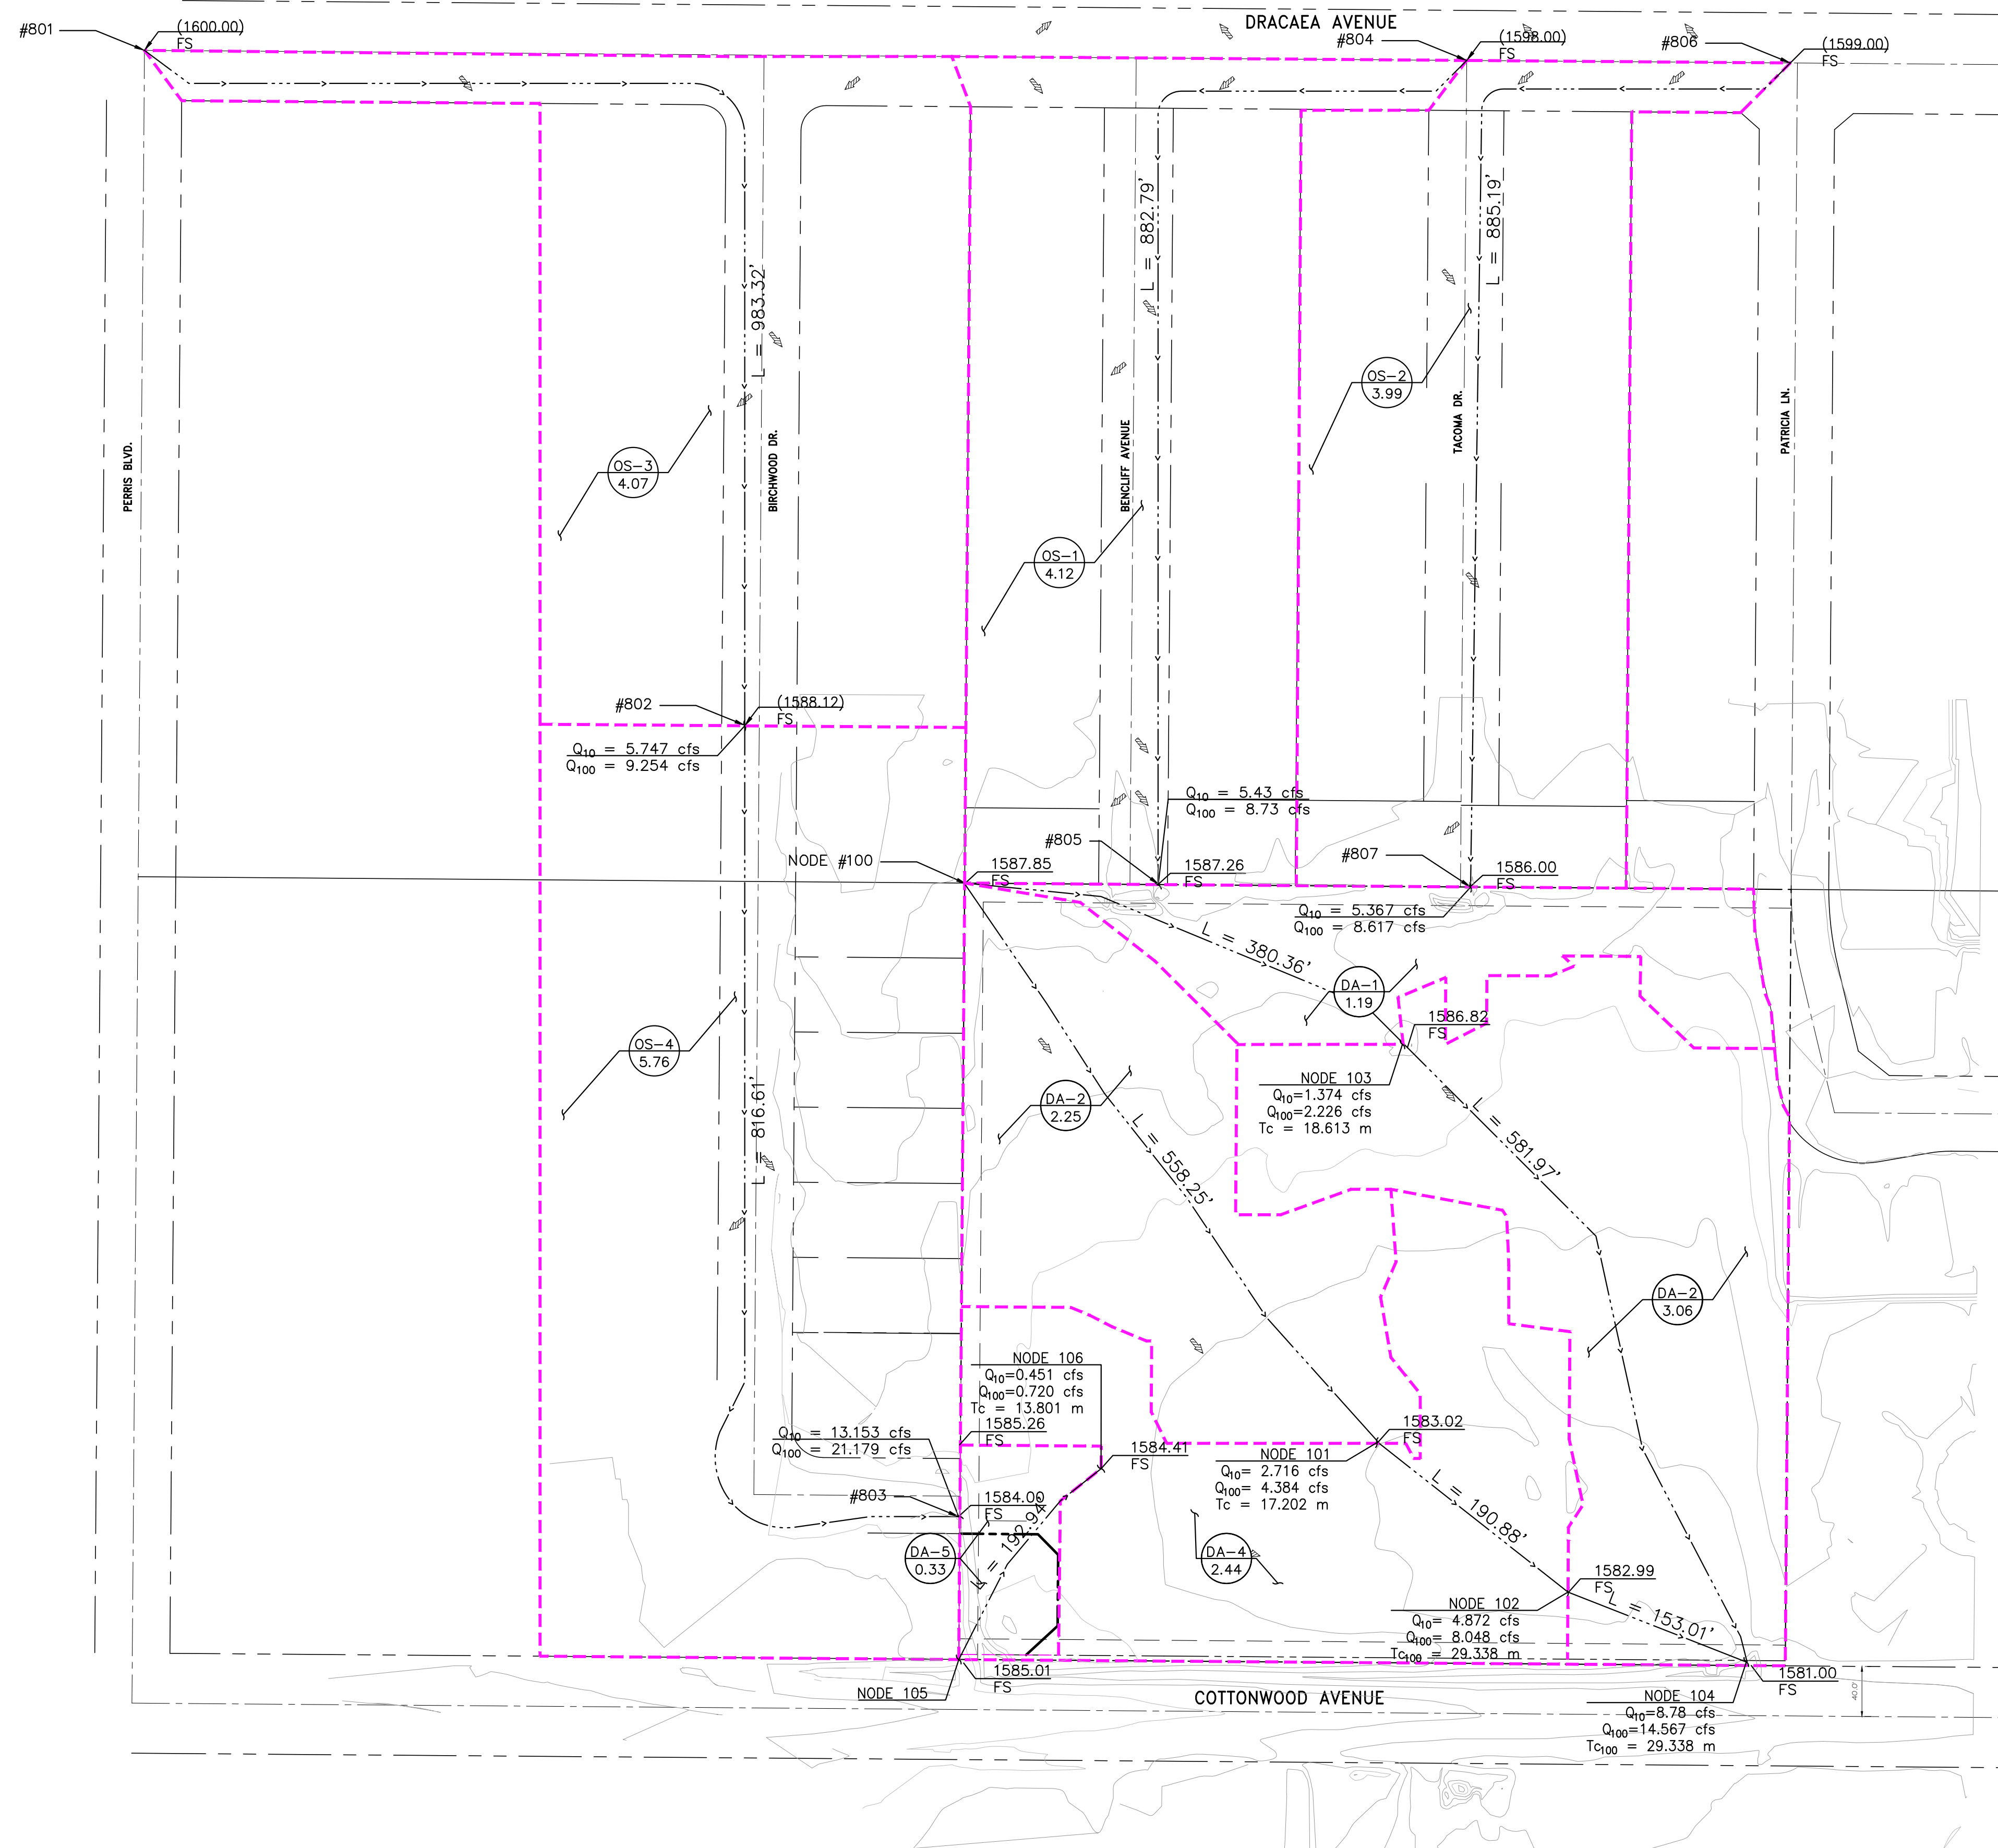 DRACAEA AVENUE
#801
(1600.00)
FS
#804
(1598.00)
FS
#806
(1599.00)
FS
L = 983.32'
L = 882.79'
L = 885.19'
PERRIS BLVD.
BIRCHWOOD DR.
BENCLIFF AVENUE
TACOMA DR.
PATRICIA LN.
OS-2
3.99
OS-3
4.07
OS-1
4.12
#802
(1588.12)
FS
Q10 = 5.747 cfs
Q100 = 9.254 cfs
Q10 = 5.43 cfs
Q100 = 8.73 cfs
NODE #100
1587.85
FS
#805
1587.26
FS
#807
1586.00
FS
Q10 = 5.367 cfs
Q100 = 8.617 cfs
L = 380.36'
DA-1
1.19
1586.82
FS
NODE 103
Q10=1.374 cfs
Q100=2.226 cfs
Tc = 18.613 m
OS-4
5.76
L = 816.61'
DA-2
2.25
L = 558.25'
L = 581.97'
DA-2
3.06
NODE 106
Q10=0.451 cfs
Q100=0.720 cfs
Tc = 13.801 m
1585.26
FS
Q10 = 13.153 cfs
Q100 = 21.179 cfs
1584.41
FS
1583.02
FS
NODE 101
Q10= 2.716 cfs
Q100= 4.384 cfs
Tc = 17.202 m
L = 190.88'
#803
1584.00
FS
L = 192.94'
DA-5
0.33
DA-4
2.44
1582.99
FS
NODE 102
Q10= 4.872 cfs
Q100= 8.048 cfs
Tc100 = 29.338 m
L = 153.01'
NODE 105
1585.01
FS
COTTONWOOD AVENUE
1581.00
FS
NODE 104
Q10=8.78 cfs
Q100=14.567 cfs
Tc100 = 29.338 m
40.0'